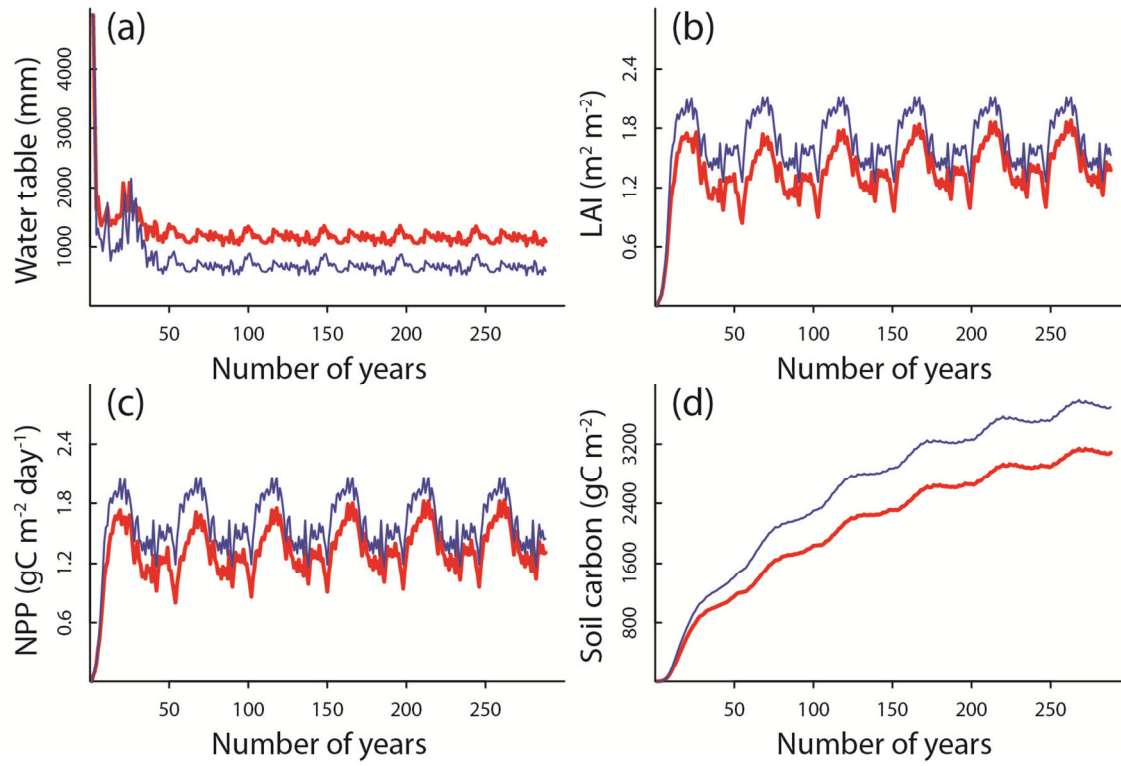 (a)
Water table (mm)
4000
3000
2000
1000
50 100 150 200 250
Number of years
(b)
LAI (m² m⁻²)
2.4
1.8
1.2
0.6
50 100 150 200 250
Number of years
(c)
NPP (gC m⁻² day⁻¹)
2.4
1.8
1.2
0.6
50 100 150 200 250
Number of years
(d)
Soil carbon (gC m⁻²)
3200
2400
1600
800
50 100 150 200 250
Number of years